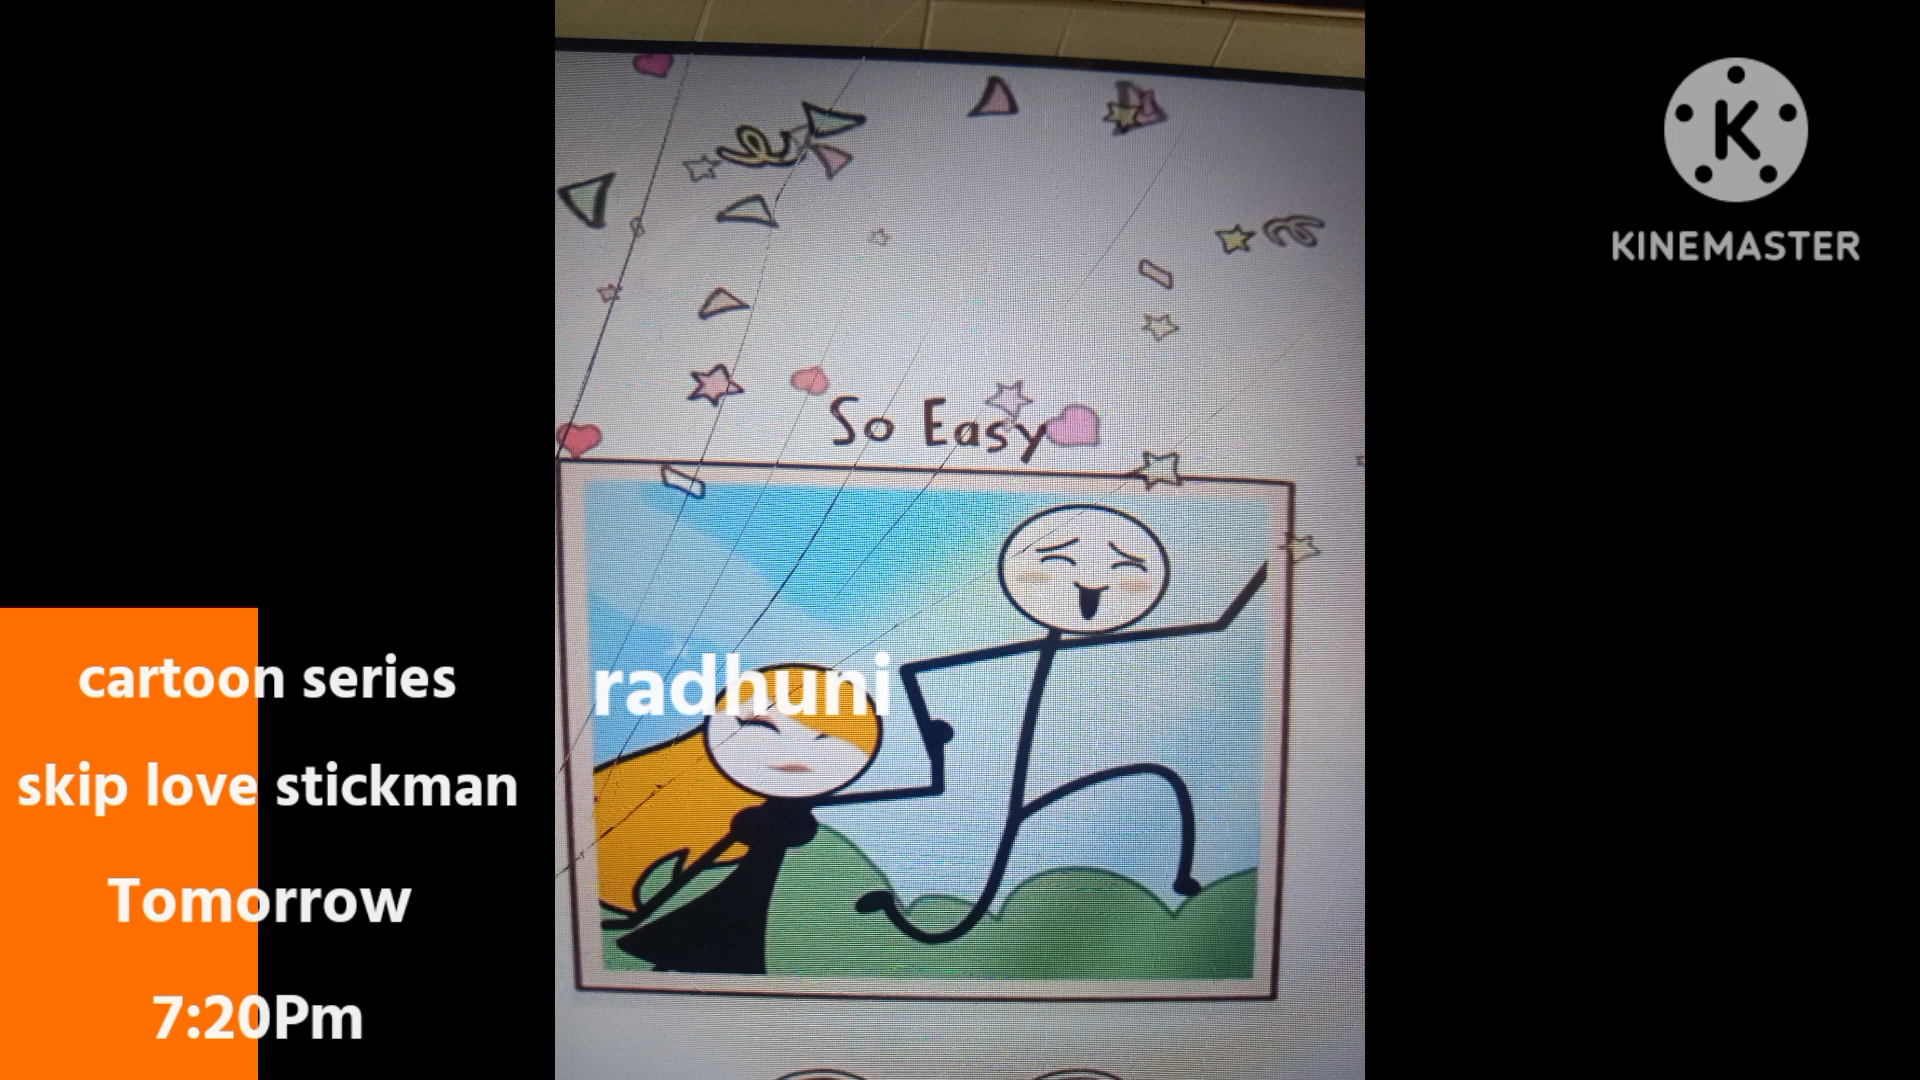 K
KINEMASTER
So Easy
radhuni
cartoon series
skip love stickman
Tomorrow
7:20Pm